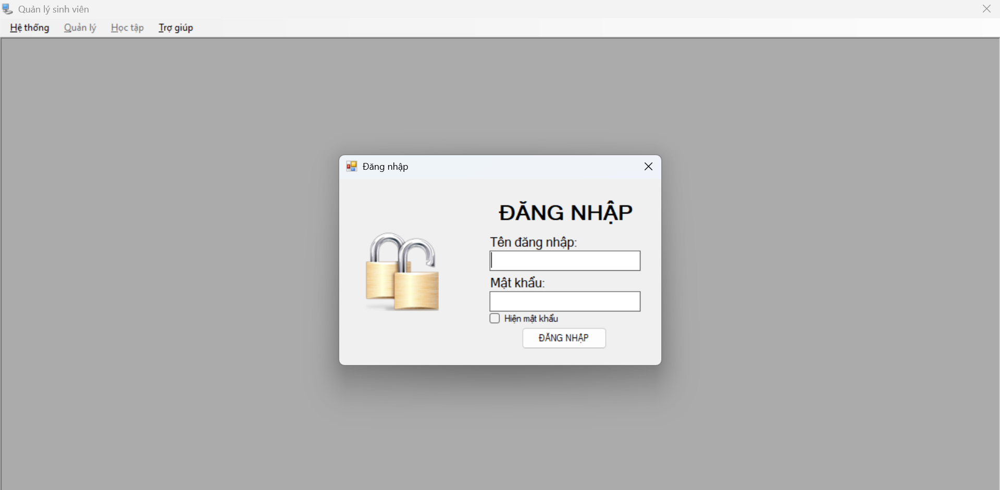 Quản lý sinh viên
Hệ thống Quản lý Học tập Trợ giúp
Đăng nhập
ĐĂNG NHẬP
Tên đăng nhập:
Mật khẩu:
Hiện mật khẩu
ĐĂNG NHẬP